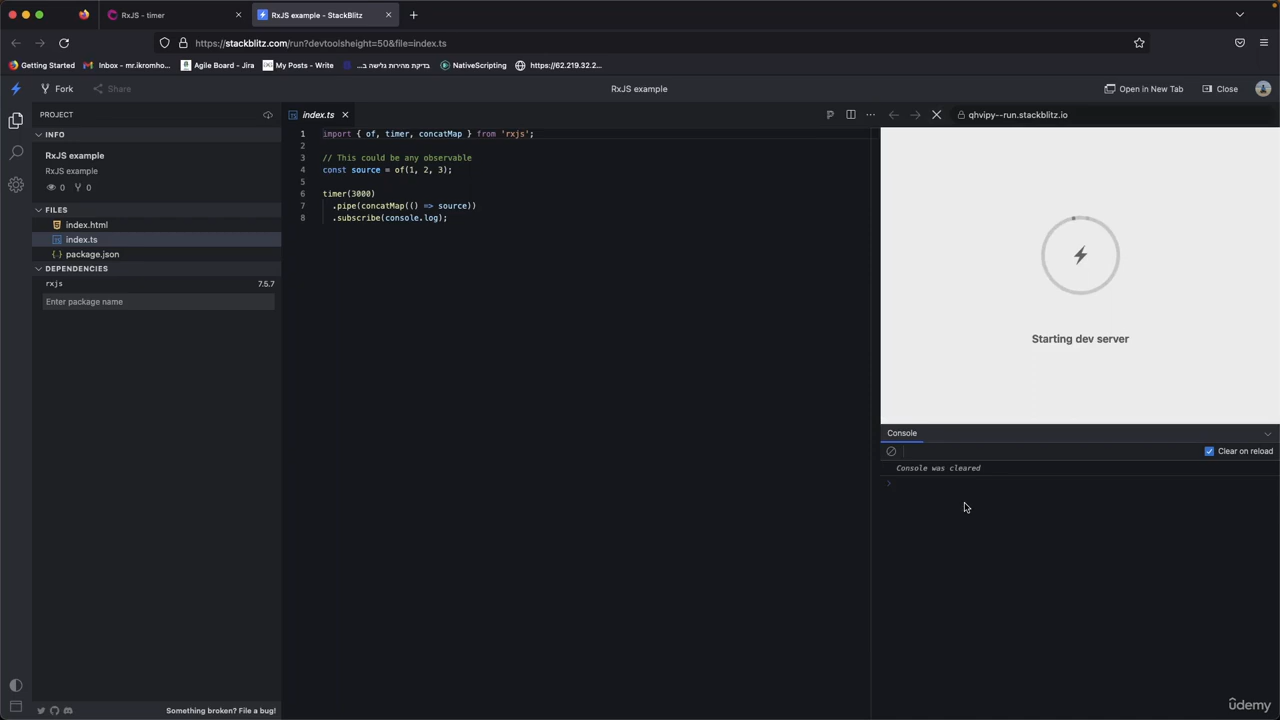 RxJS - timer
RxJS example - StackBlitz
https://stackblitz.com/run?devtoolsheight=50&file=index.ts
Getting Started
Inbox - mr.ikromho...
Agile Board - Jira
My Posts - Write
בדיקת מהירות גלישה ב...
NativeScripting
https://62.219.32.2...
Fork
Share
RxJS example
Open in New Tab
Close
PROJECT
INFO
RxJS example
RxJS example
0
0
FILES
index.html
index.ts
package.json
DEPENDENCIES
rxjs 7.5.7
Enter package name
Something broken? File a bug!
index.ts
1 import { of, timer, concatMap } from 'rxjs';
2
3 // This could be any observable
4 const source = of(1, 2, 3);
5
6 timer(3000)
7 .pipe(concatMap(() => source))
8 .subscribe(console.log);
qhvipy--run.stackblitz.io
Starting dev server
Console
Clear on reload
Console was cleared
ûdemy